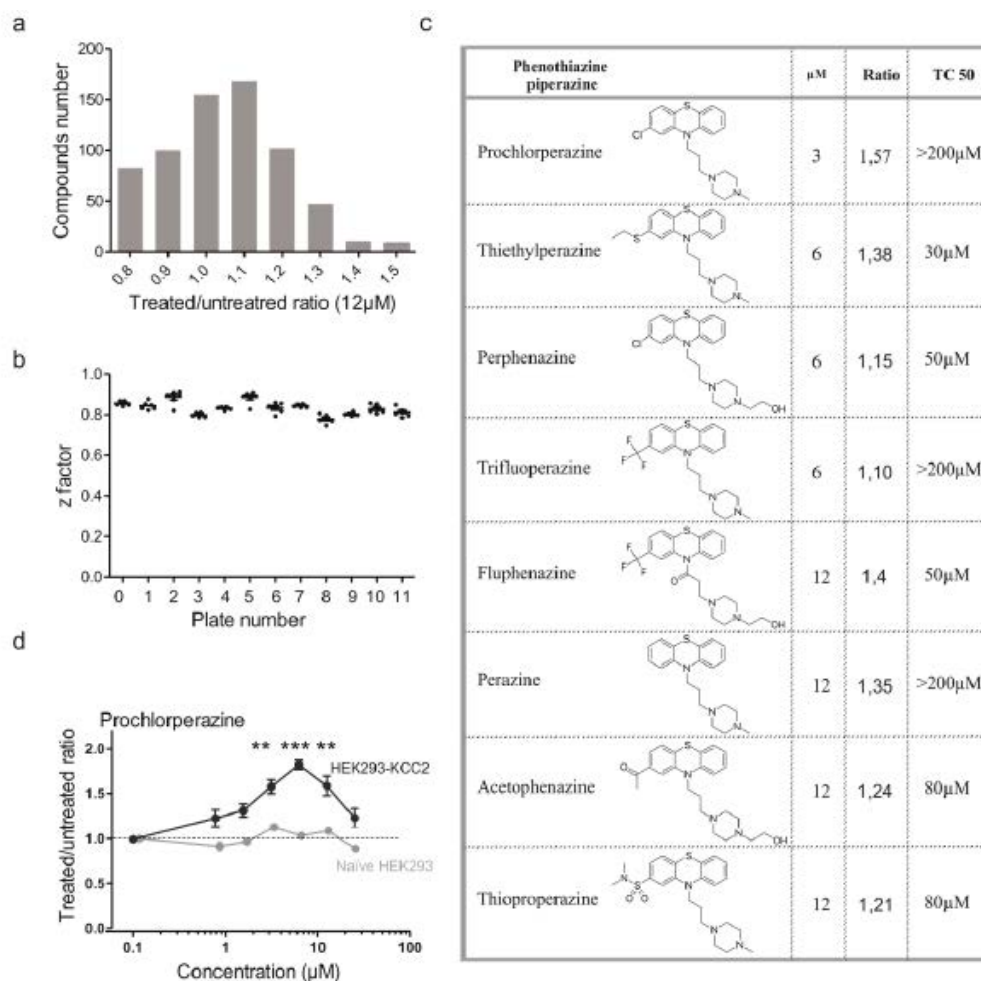 a
200
150
100
50
0
Compounds number
0.8 0.9 1.0 1.1 1.2 1.3 1.4 1.5
Treated/untreatred ratio (12µM)
b
1.0
0.8
0.6
0.4
0.2
0.0
z factor
0 1 2 3 4 5 6 7 8 9 10 11
Plate number
c
Phenothiazine
piperazine
µM Ratio TC 50
Prochlorperazine 3 1,57 >200µM
S
Cl
N
N
N
Thiethylperazine 6 1,38 30µM
S
S
N
N
N
Perphenazine 6 1,15 50µM
S
Cl
N
N
N
OH
Trifluoperazine 6 1,10 >200µM
S
F
F
F
N
N
N
Fluphenazine 12 1,4 50µM
S
F
F
F
N
O
N
N
OH
Perazine 12 1,35 >200µM
S
N
N
N
Acetophenazine 12 1,24 80µM
S
O
N
N
N
OH
Thioproperazine 12 1,21 80µM
S
N
S
O O
N
N
N
d
Prochlorperazine
2.0
1.5
1.0
0.5
0.0
Treated/untreated ratio
** *** **
HEK293-KCC2
Naïve HEK293
0.1 1 10 100
Concentration (µM)